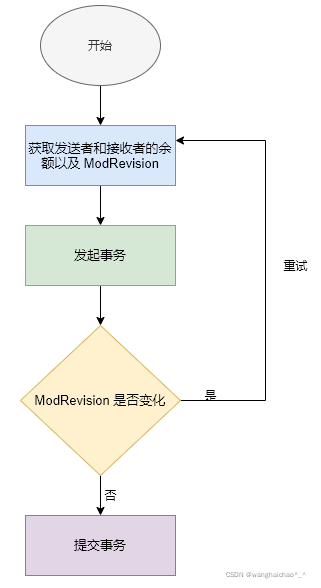 开始
获取发送者和接收者的余
额以及 ModRevision
重试
发起事务
ModRevision 是否变化
是
否
提交事务
CSDN @wanghaichao^_^